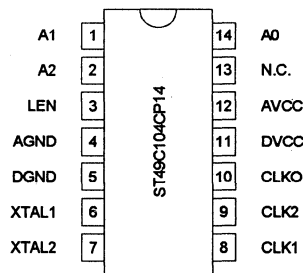 A1 1 14 A0
A2 2 13 N.C.
LEN 3 12 AVCC
AGND 4 11 DVCC
DGND 5 10 CLKO
XTAL1 6 9 CLK2
XTAL2 7 8 CLK1
ST49C104CP14